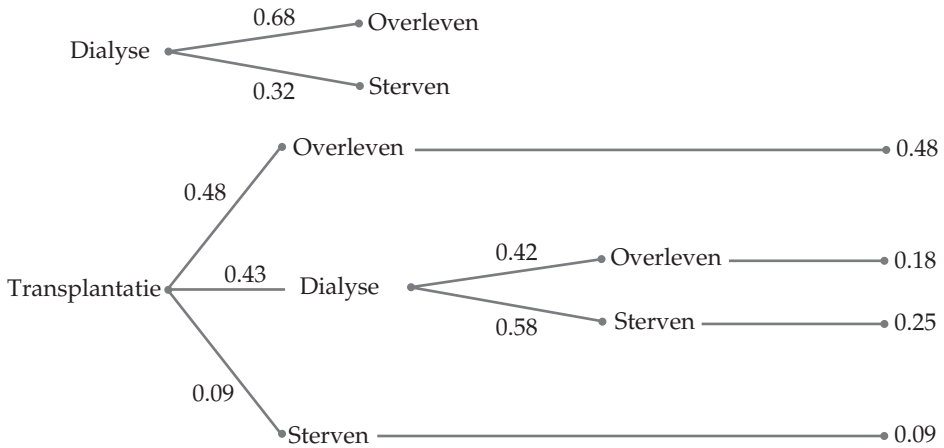 0.68
Overleven
Dialyse
0.32
Sterven
Overleven
0.48
0.48
0.42
Overleven
0.18
0.43
Transplantatie
Dialyse
0.58
Sterven
0.25
0.09
Sterven
0.09